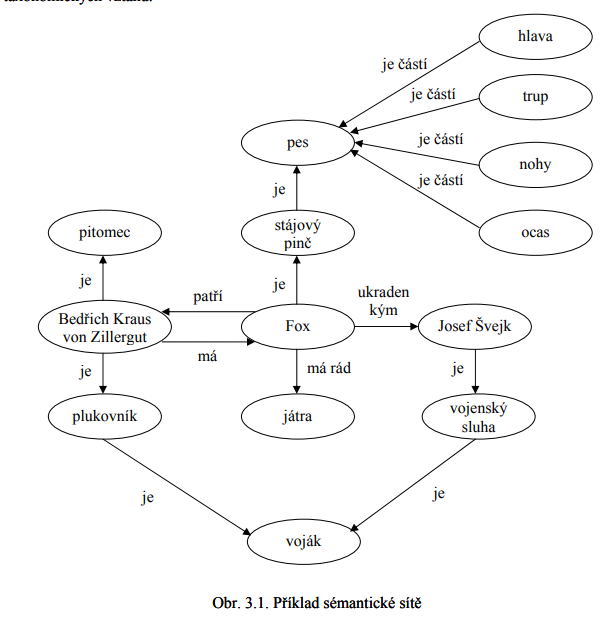 hlava
je částí
trup
je částí
pes
je částí
nohy
je částí
je
ocas
pitomec
stájový
pinč
je
patří
je
ukraden
kým
Bedřich Kraus
von Zillergut
Fox
Josef Švejk
má
je
má rád
je
plukovník
játra
vojenský
sluha
je
je
voják
Obr. 3.1. Příklad sémantické sítě